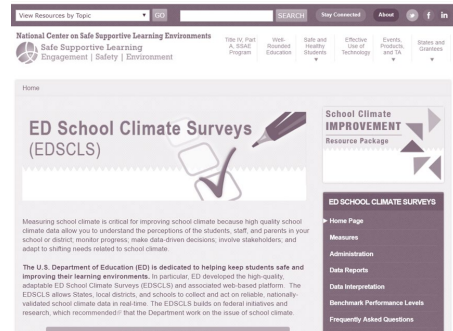 View Resources by Topic
GO
SEARCH
Stay Connected
About
f in
National Center on Safe Supportive Learning Environments
Safe Supportive Learning
Engagement | Safety | Environment
Title IV, Part
A, SSAE
Program
Web-
Rounded
Education
Safe and
Healthy
Students
Effective
Use of
Technology
Events,
Products,
and TA
States and
Grantees
Home
ED School Climate Surveys
(EDSCLS)
School Climate
IMPROVEMENT
Resource Package
Measuring school climate is critical for improving school climate because high quality school
climate data allow you to understand the perceptions of the students, staff, and parents in your
school or district; monitor progress; make data-driven decisions; involve stakeholders; and
adapt to shifting needs related to school climate.
The U.S. Department of Education (ED) is dedicated to helping keep students safe and
improving their learning environments. In particular, ED developed the high-quality,
adaptable ED School Climate Surveys (EDSCLS) and associated web-based platform. The
EDSCLS allows States, local districts, and schools to collect and act on reliable, nationally-
validated school climate data in real-time. The EDSCLS builds on federal initiatives and
research, which recommended that the Department work on the issue of school climate.
ED SCHOOL CLIMATE SURVEYS
Home Page
Measures
Administration
Data Reports
Data Interpretation
Benchmark Performance Levels
Frequently Asked Questions